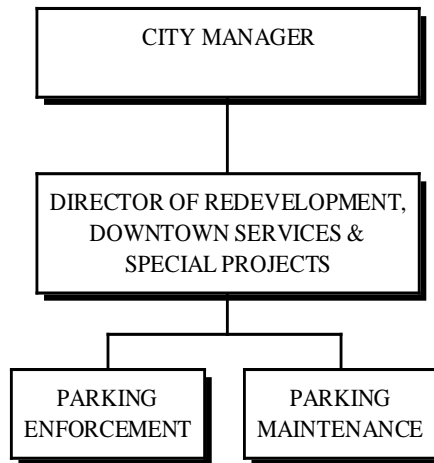 CITY MANAGER
DIRECTOR OF REDEVELOPMENT,
DOWNTOWN SERVICES &
SPECIAL PROJECTS
PARKING
ENFORCEMENT
PARKING
MAINTENANCE